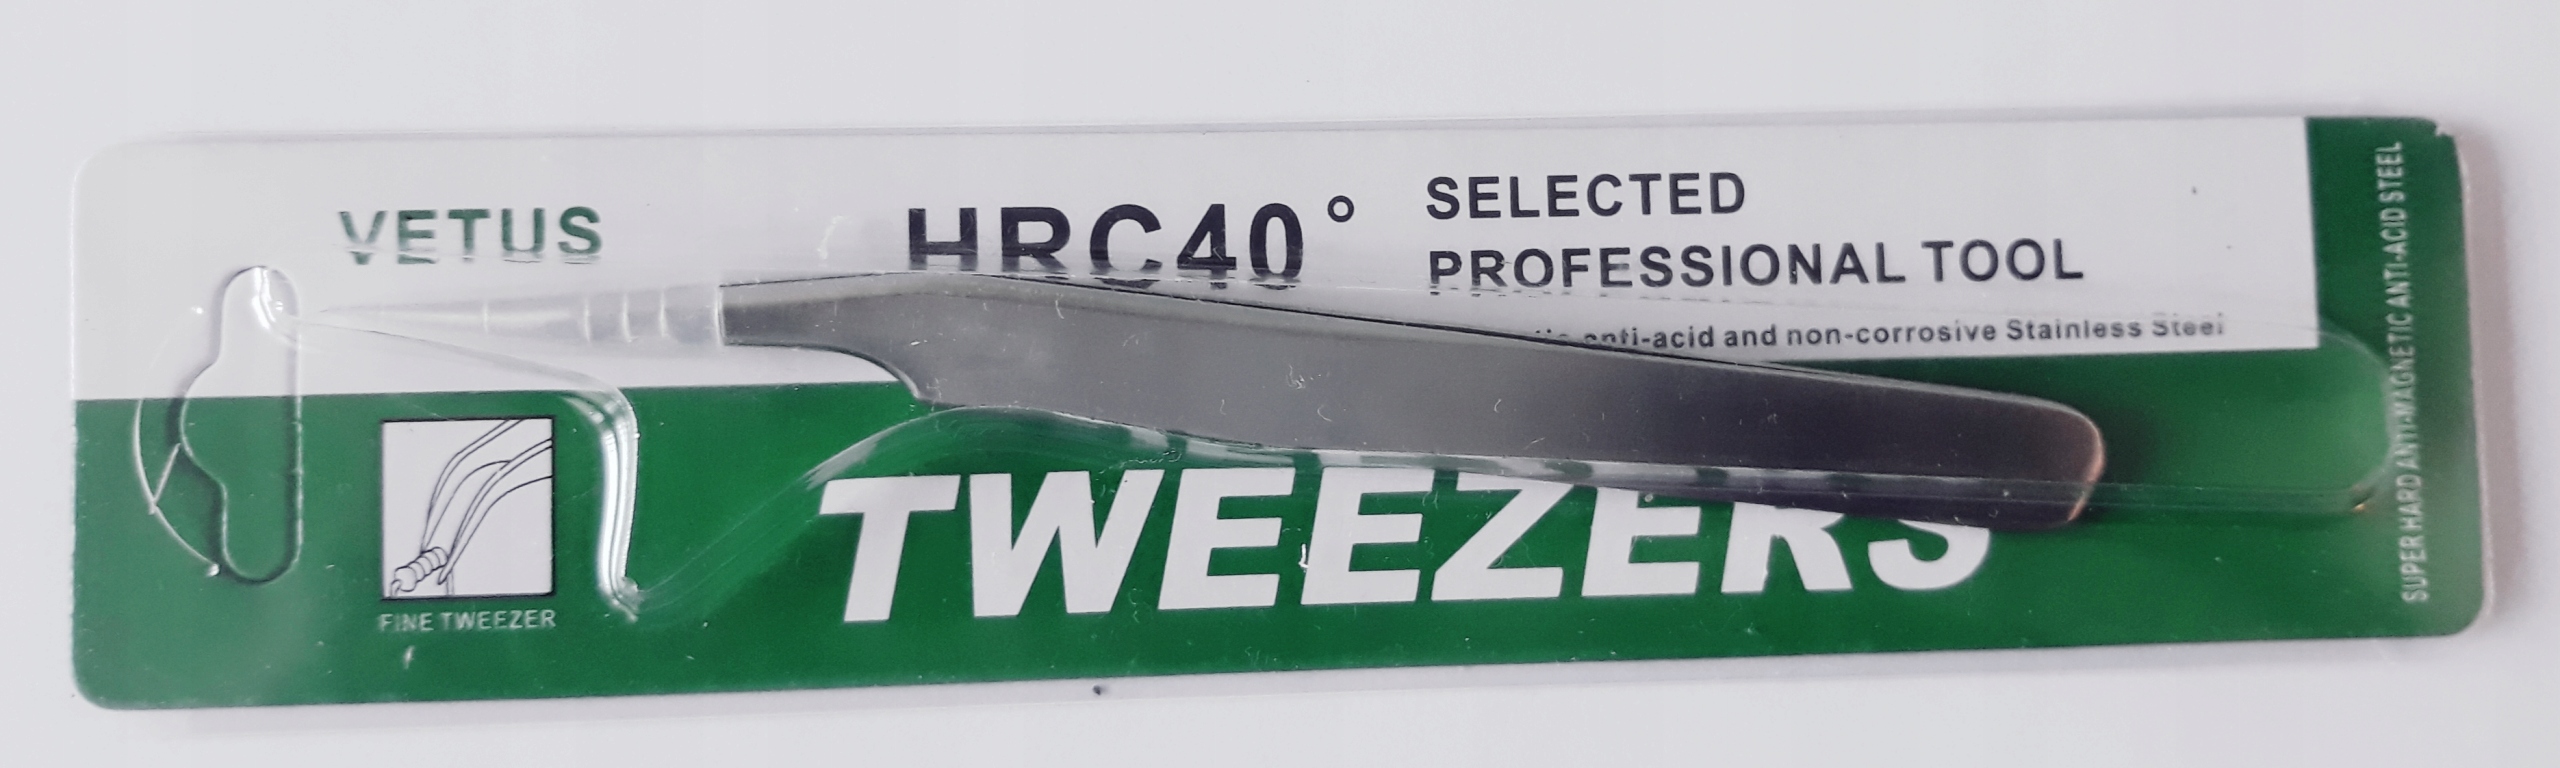 VETUS
HRC40°
SELECTED
PROFESSIONAL TOOL
anti-acid and non-corrosive Stainless Steel
FINE TWEEZER
TWEEZERS
SUPER HARD ANTI-MAGNETIC ANTI-ACID STEEL